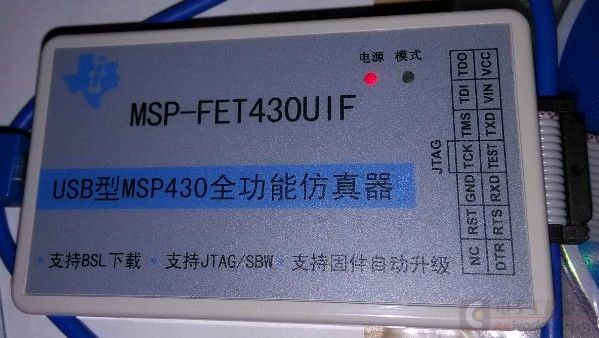 电源 模式
MSP-FET430UIF
USB型MSP430全功能仿真器
·支持BSL下载 ·支持JTAG/SBW ·支持固件自动升级
JTAG
NC RST GND TCK TMS TDI TDO
DTR RTS RXD TEST TXD VIN VCC